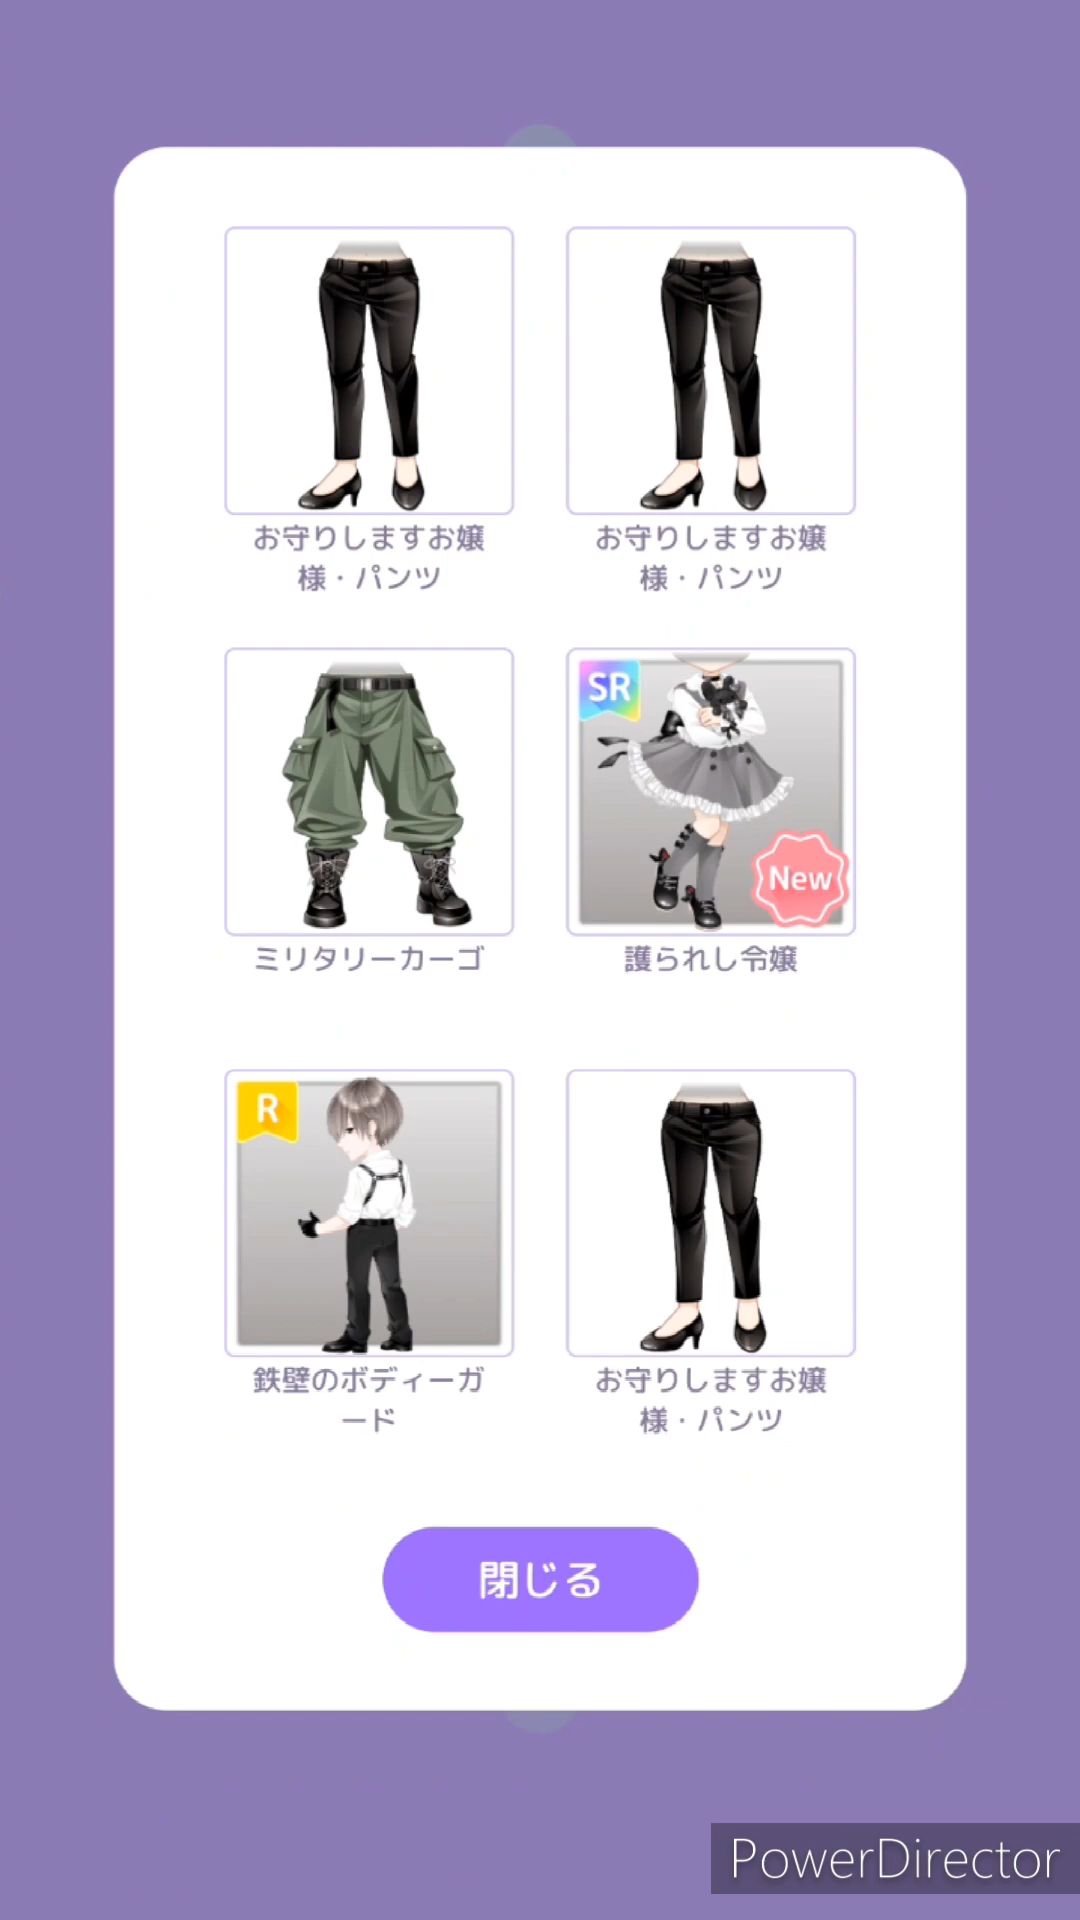 お守りしますお嬢
様・パンツ
お守りしますお嬢
様・パンツ
ミリタリーカーゴ
SR
New
護られし令嬢
R
鉄壁のボディーガ
ード
お守りしますお嬢
様・パンツ
閉じる
PowerDirector